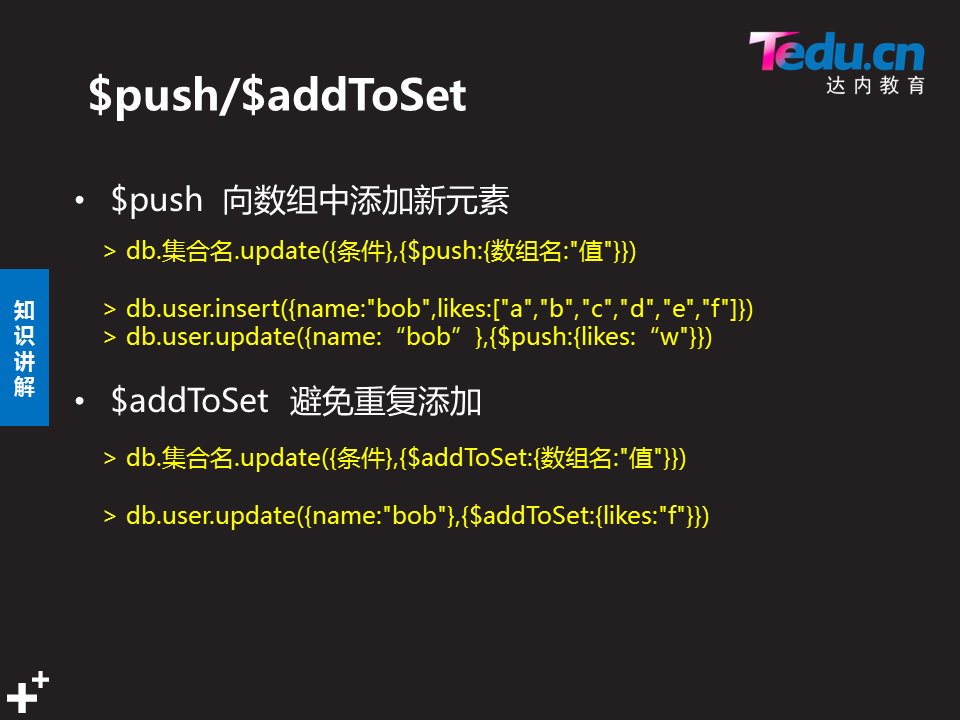 Tedu.cn
达内教育
$push/$addToSet
• $push 向数组中添加新元素
> db.集合名.update({条件},{$push:{数组名:"值"}})
> db.user.insert({name:"bob",likes:["a","b","c","d","e","f"]})
> db.user.update({name:“bob”},{$push:{likes:“w"}})
知识讲解
• $addToSet 避免重复添加
> db.集合名.update({条件},{$addToSet:{数组名:"值"}})
> db.user.update({name:"bob"},{$addToSet:{likes:"f"}})